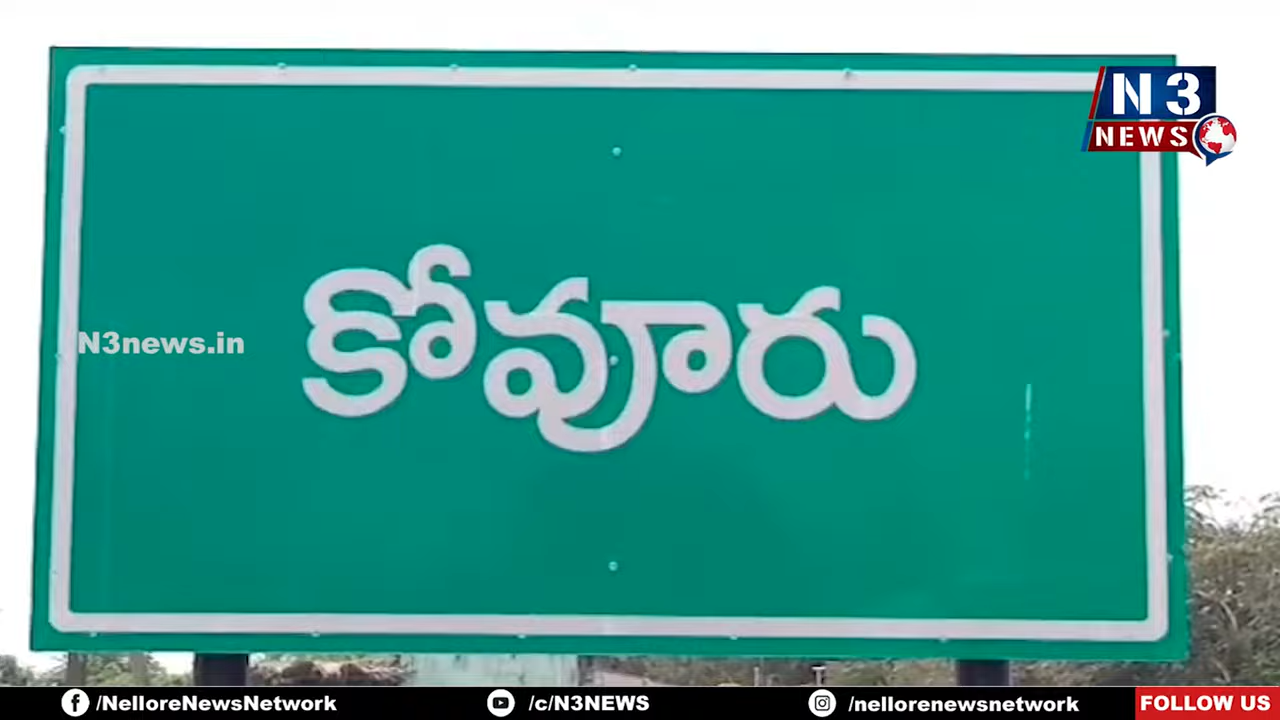 N3
NEWS
కోవూరు
N3news.in
/NelloreNewsNetwork
/c/N3NEWS
/nellorenewsnetwork
FOLLOW US